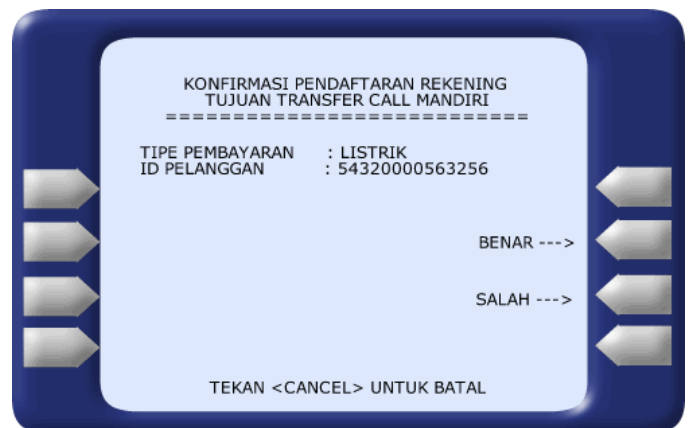 KONFIRMASI PENDAFTARAN REKENING
TUJUAN TRANSFER CALL MANDIRI
===========================
TIPE PEMBAYARAN : LISTRIK
ID PELANGGAN : 54320000563256
BENAR --->
SALAH --->
TEKAN <CANCEL> UNTUK BATAL